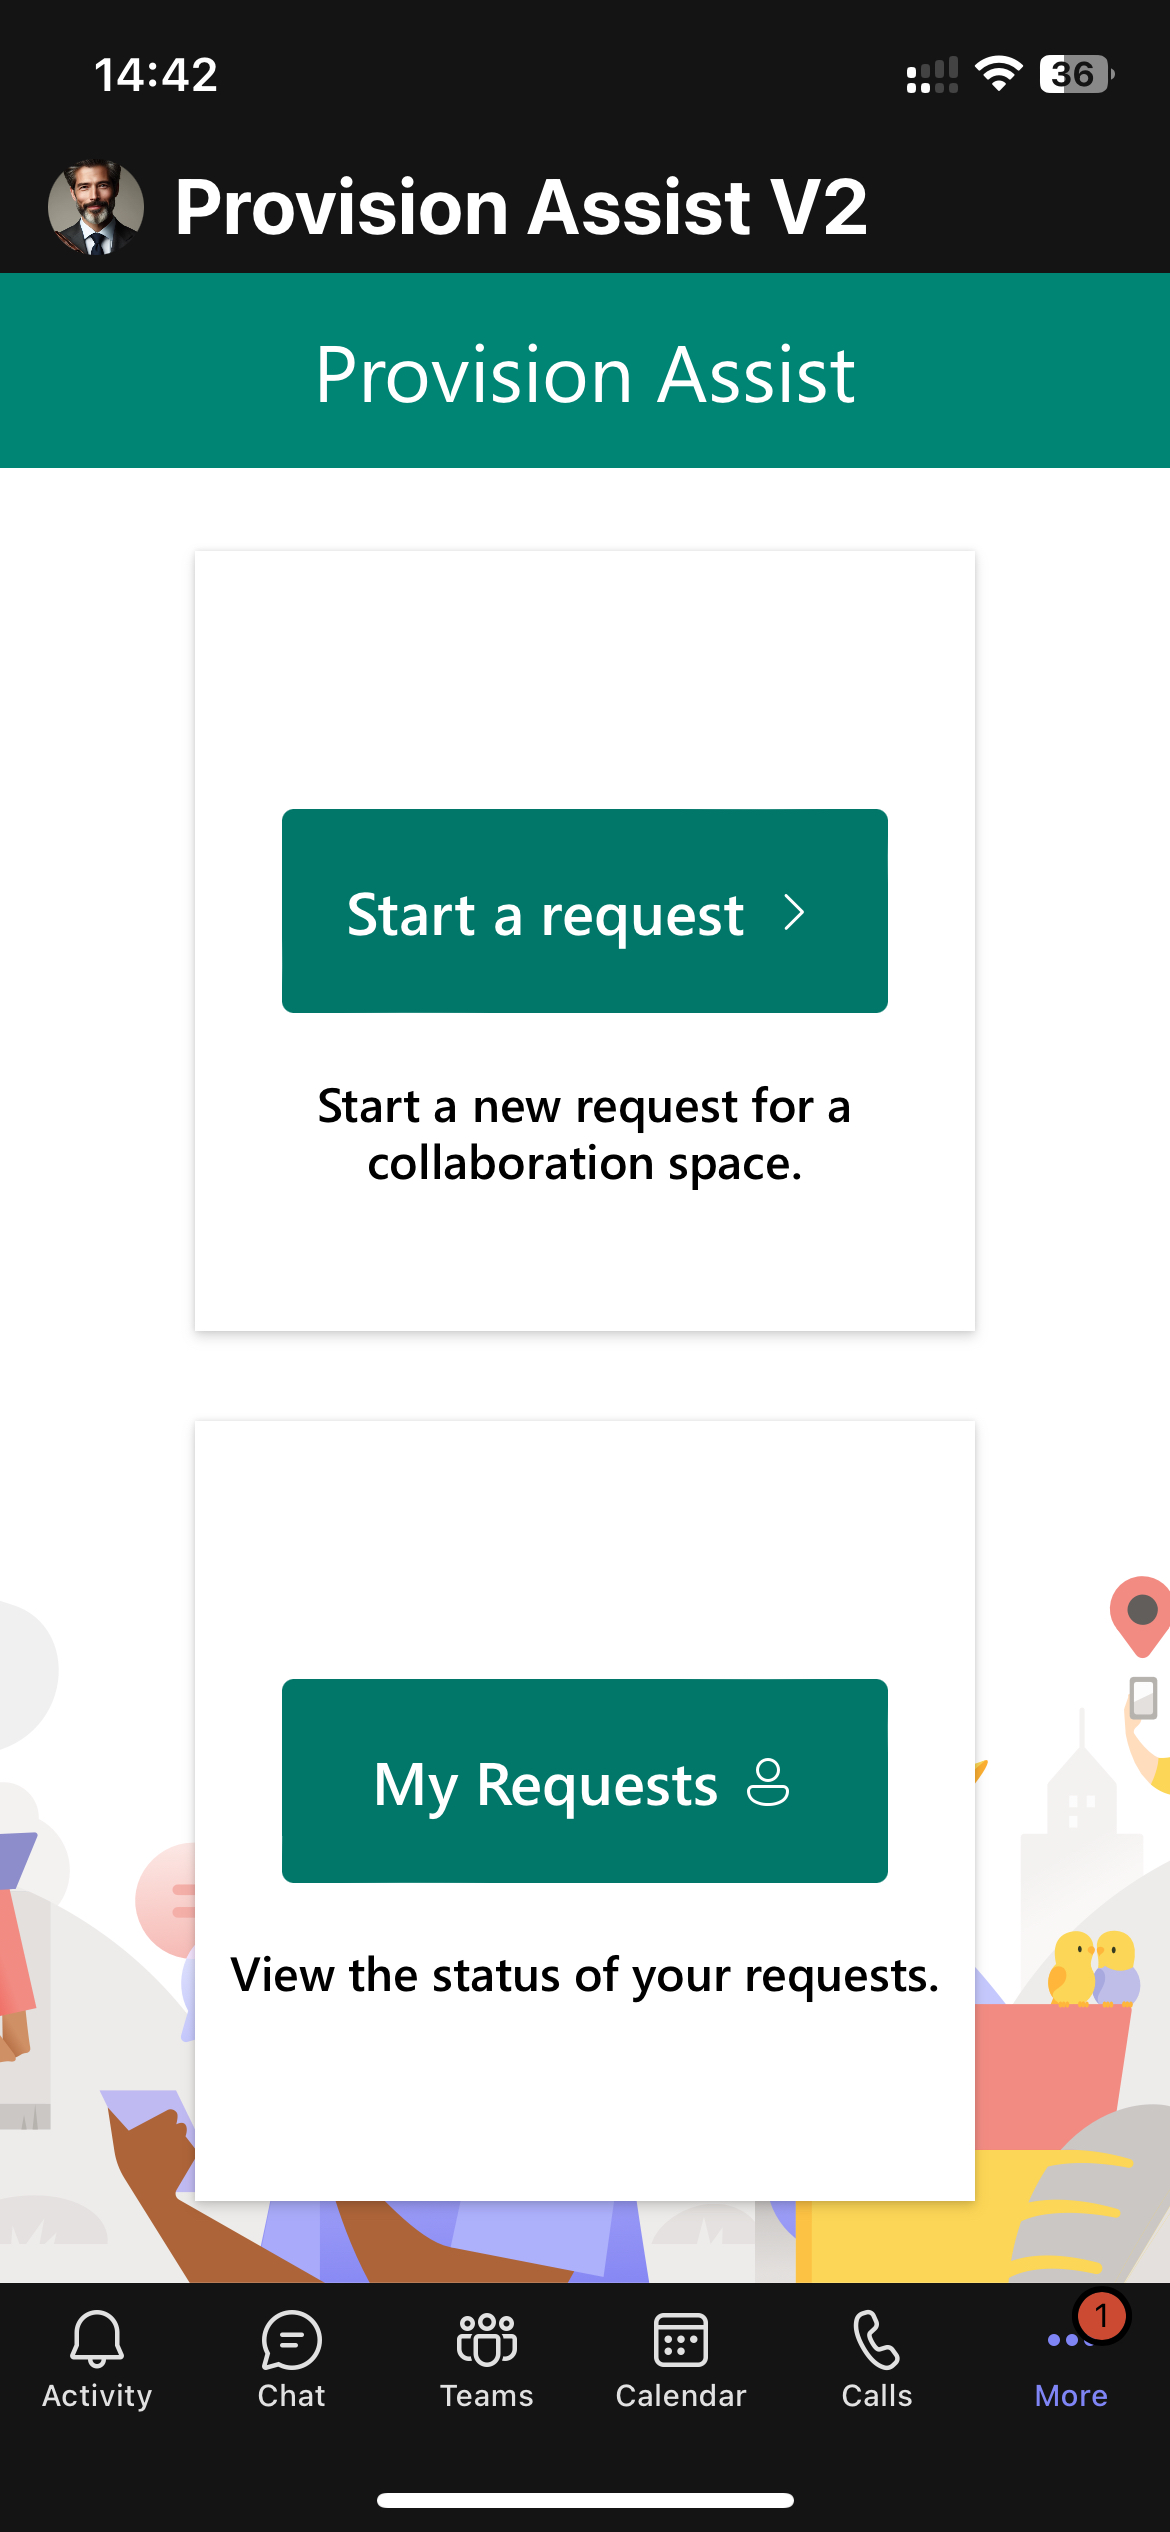 14:42
36
Provision Assist V2
Provision Assist
Start a request
Start a new request for a
collaboration space.
My Requests
View the status of your requests.
1
Activity
Chat
Teams
Calendar
Calls
More